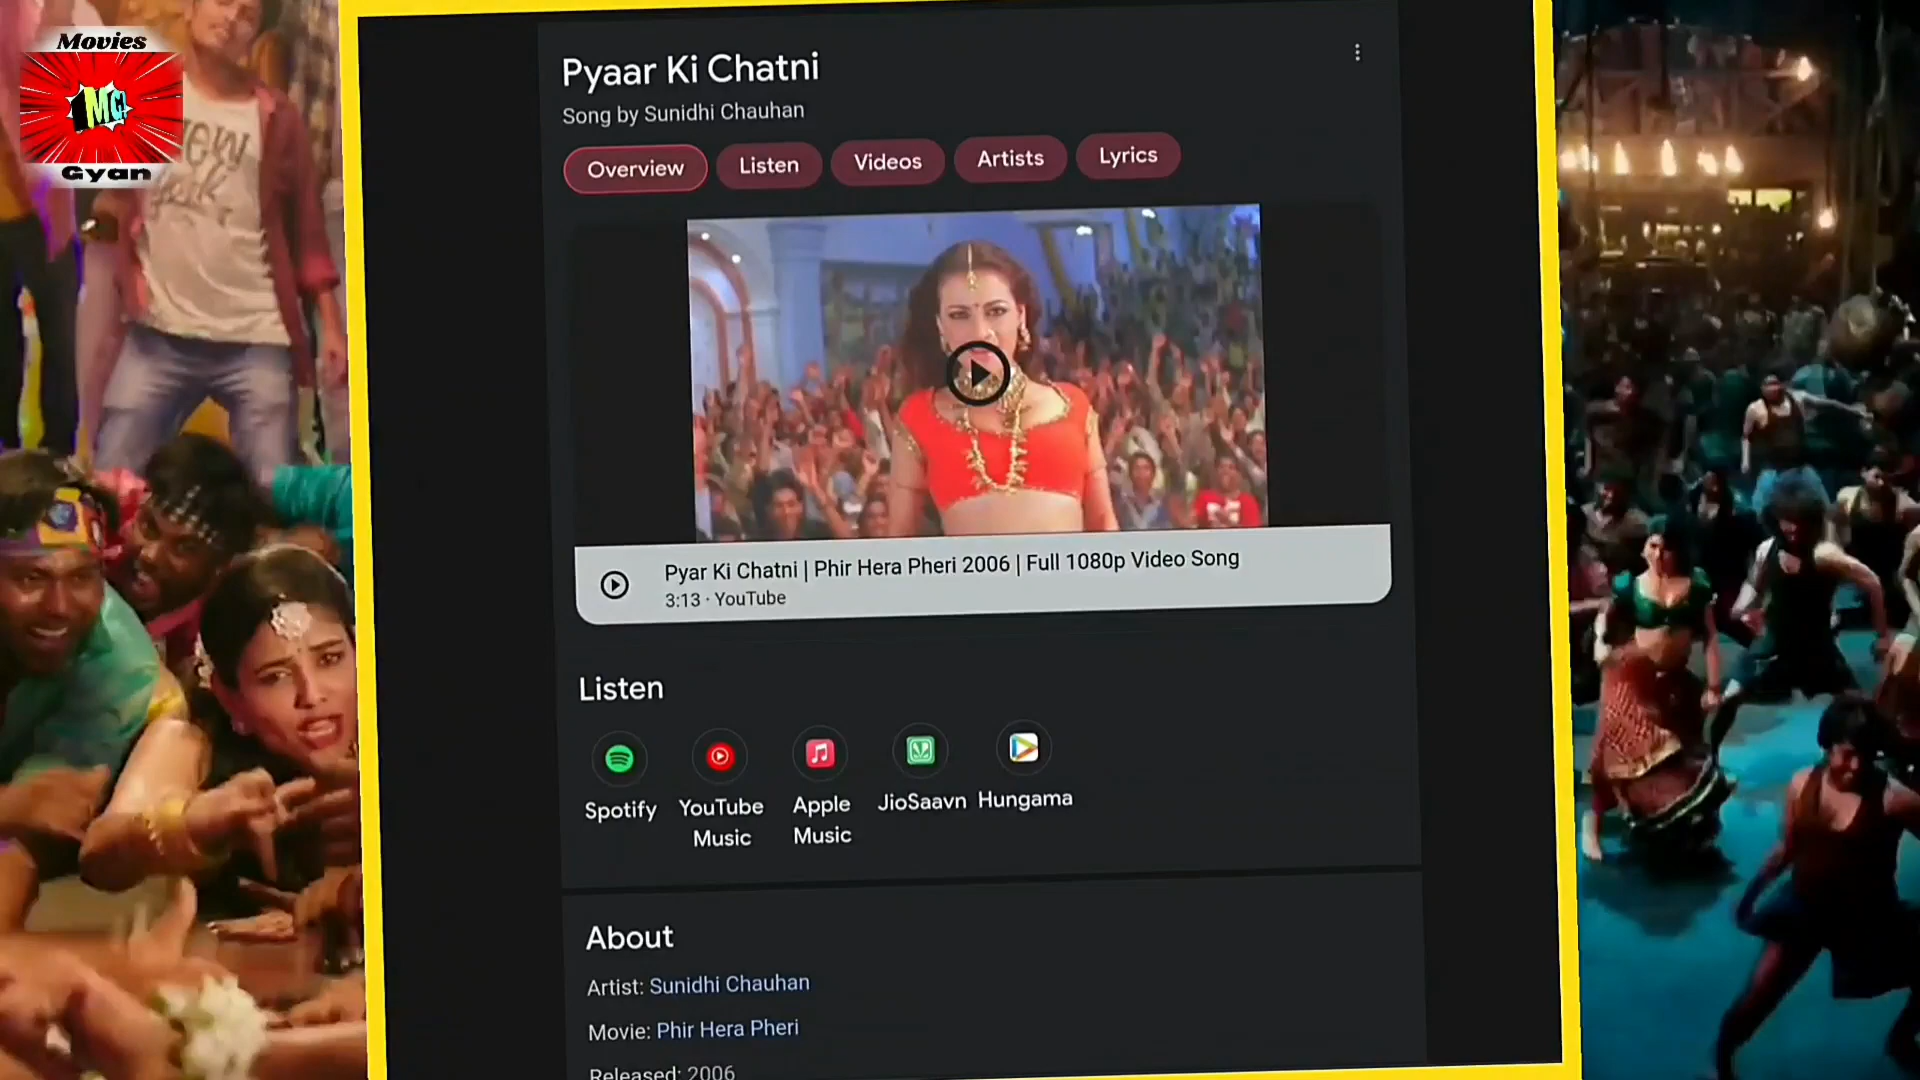 Movies
MG
Gyan
Pyaar Ki Chatni
Song by Sunidhi Chauhan
Overview
Listen
Videos
Artists
Lyrics
Pyar Ki Chatni | Phir Hera Pheri 2006 | Full 1080p Video Song
3:13 · YouTube
Listen
Spotify
YouTube
Music
Apple
Music
JioSaavn
Hungama
About
Artist: Sunidhi Chauhan
Movie: Phir Hera Pheri
Released: 2006